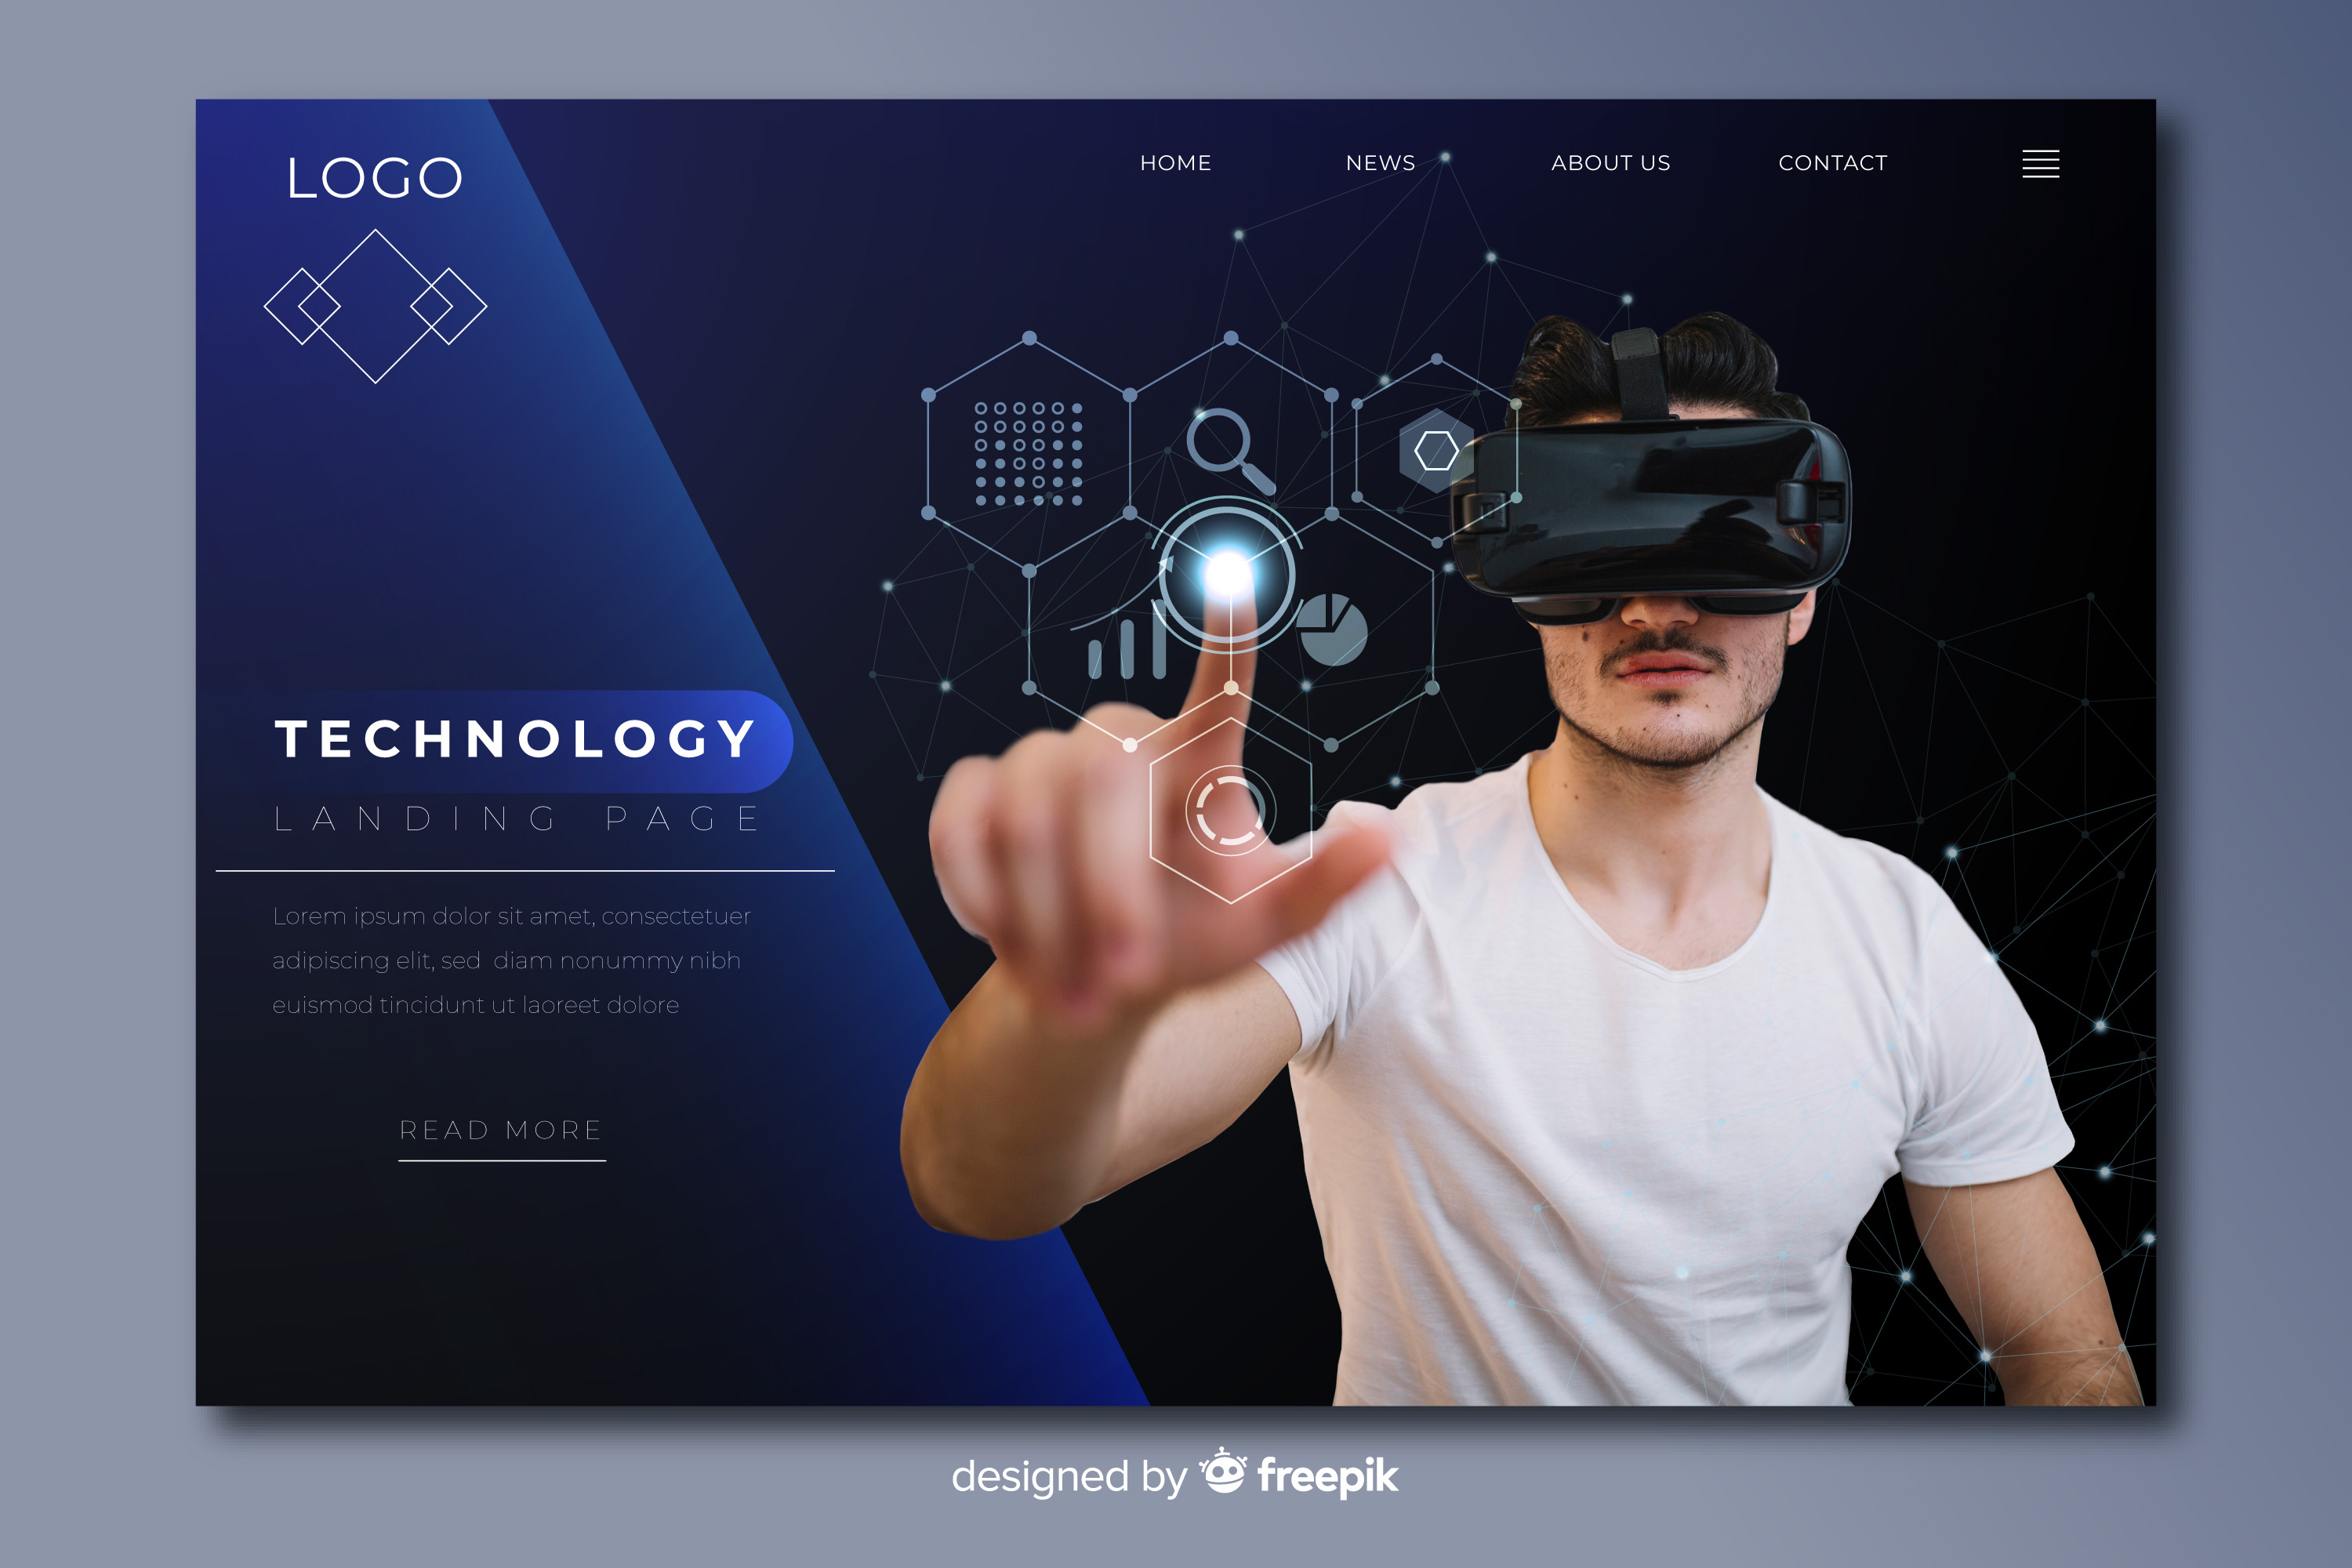 LOGO
HOME NEWS ABOUT US CONTACT
TECHNOLOGY
LANDING PAGE
Lorem ipsum dolor sit amet, consectetuer
adipiscing elit, sed diam nonummy nibh
euismod tincidunt ut laoreet dolore
READ MORE
designed by freepik